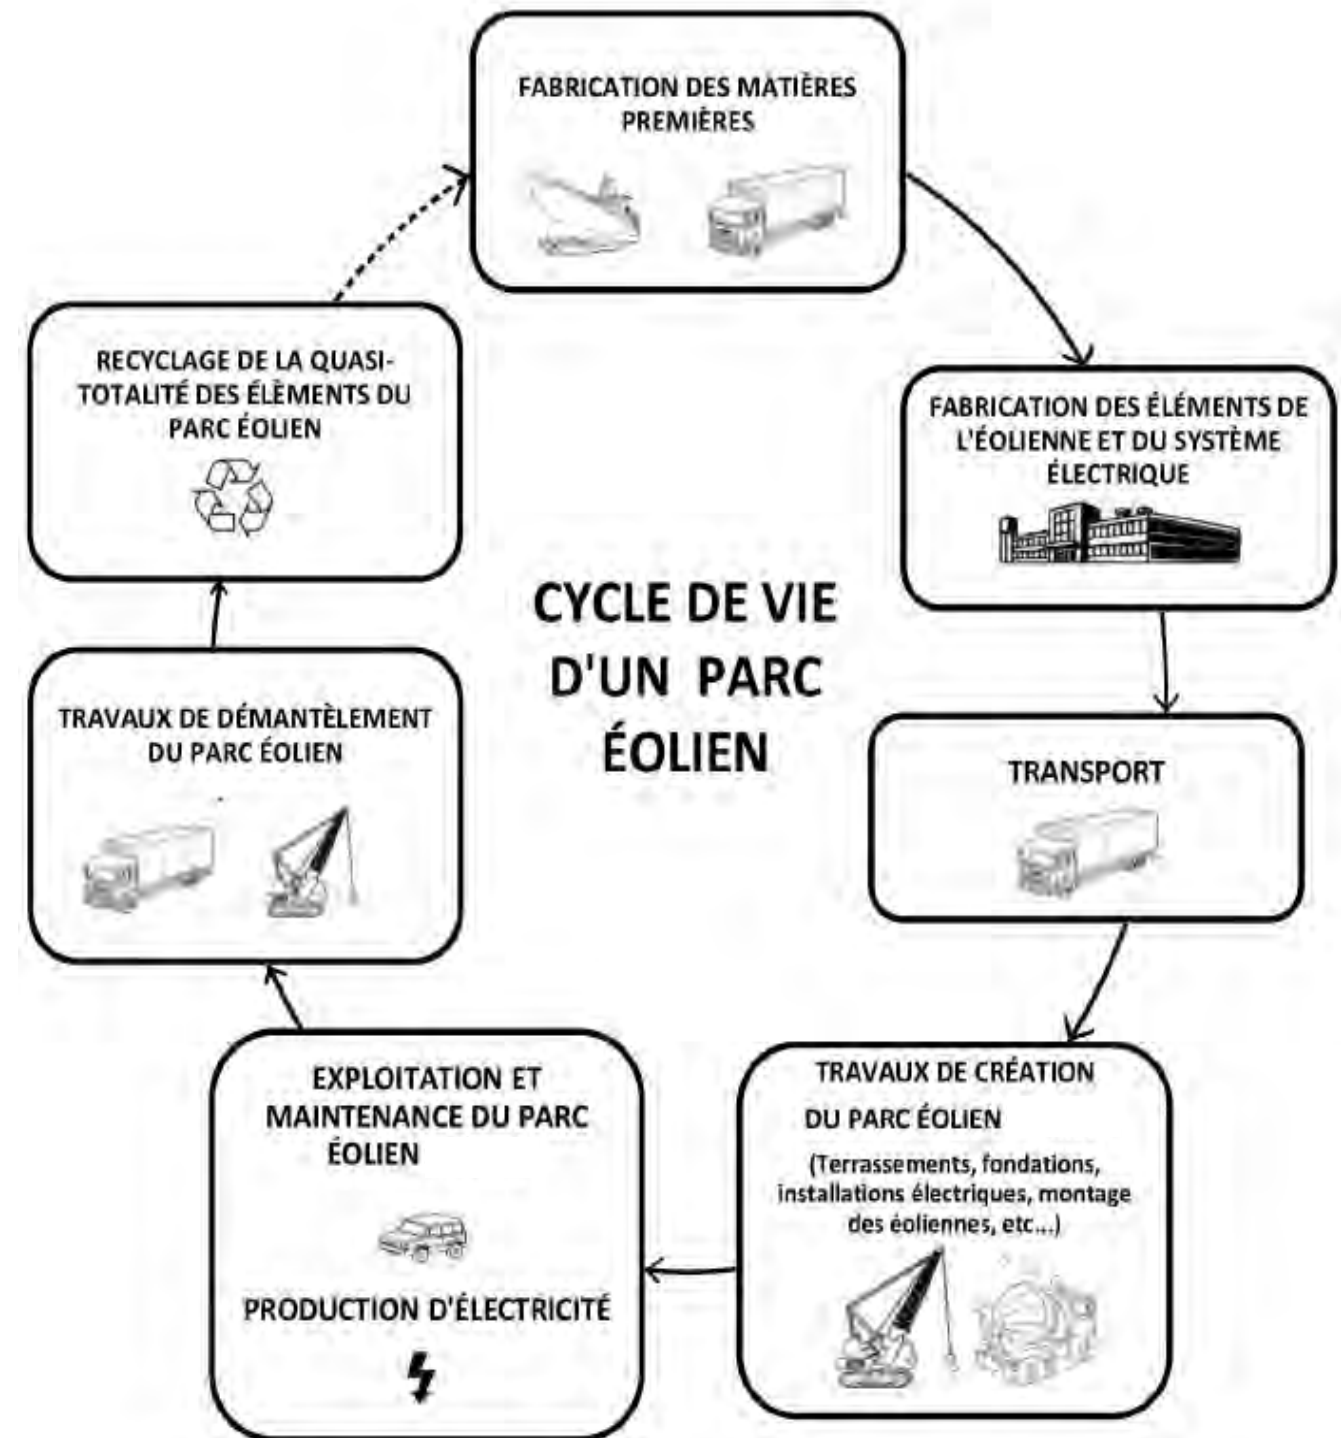 FABRICATION DES MATIÈRES
PREMIÈRES
FABRICATION DES ÉLÉMENTS DE
L'ÉOLIENNE ET DU SYSTÈME
ÉLECTRIQUE
TRANSPORT
TRAVAUX DE CRÉATION
DU PARC ÉOLIEN
(Terrassements, fondations,
installations électriques, montage
des éoliennes, etc...)
EXPLOITATION ET
MAINTENANCE DU PARC
ÉOLIEN
PRODUCTION D'ÉLECTRICITÉ
TRAVAUX DE DÉMANTÈLEMENT
DU PARC ÉOLIEN
RECYCLAGE DE LA QUASI-
TOTALITÉ DES ÉLÈMENTS DU
PARC ÉOLIEN
CYCLE DE VIE
D'UN PARC
ÉOLIEN